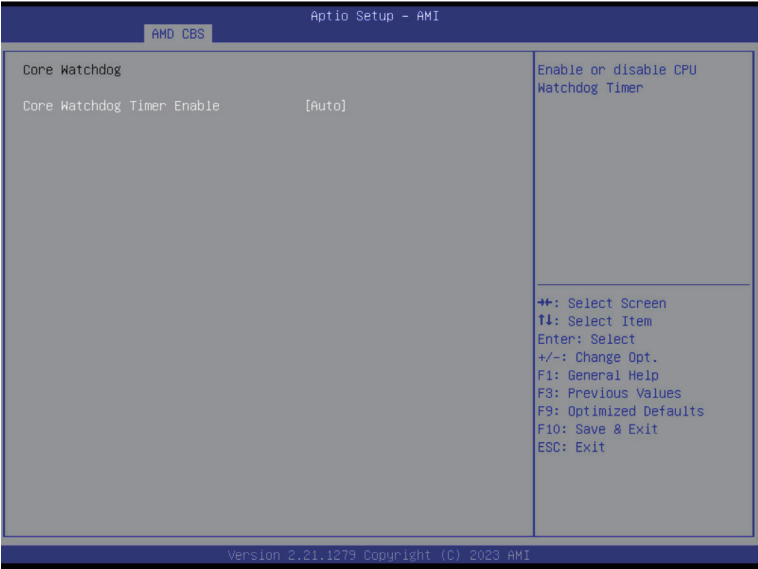 Aptio Setup – AMI
AMD CBS
Core Watchdog
Core Watchdog Timer Enable [Auto]
Enable or disable CPU
Watchdog Timer
→←: Select Screen
↑↓: Select Item
Enter: Select
+/-: Change Opt.
F1: General Help
F3: Previous Values
F9: Optimized Defaults
F10: Save & Exit
ESC: Exit
Version 2.21.1279 Copyright (C) 2023 AMI